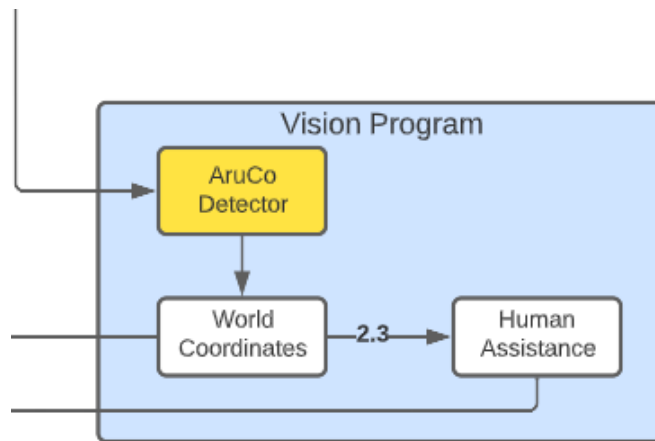 Vision Program
AruCo
Detector
World
Coordinates
2.3
Human
Assistance